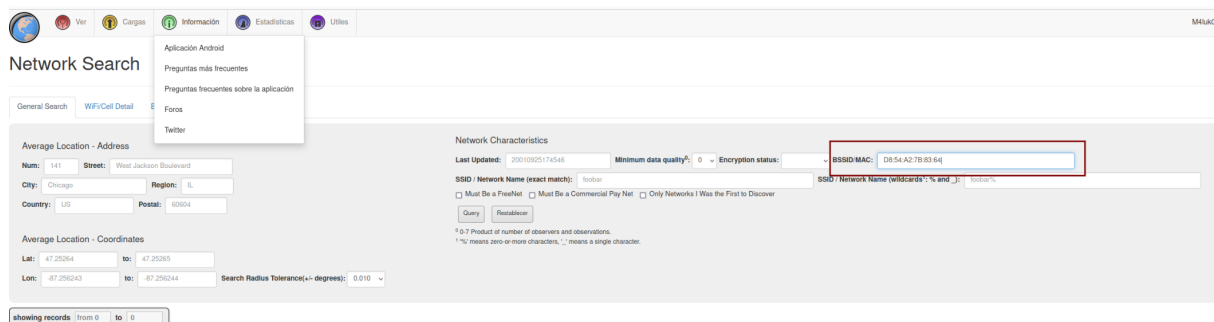 Ver Cargas Información Estadísticas Utiles
Aplicación Android
Preguntas más frecuentes
Preguntas frecuentes sobre la aplicación
Foros
Twitter
Network Search
General Search WiFi/Cell Detail
Average Location - Address
Num: 141 Street: West Jackson Boulevard
City: Chicago Region: IL
Country: US Postal: 60604
Average Location - Coordinates
Lat: 47.25264 to: 47.25265
Lon: -87.256243 to: -87.256244 Search Radius Tolerance(+/- degrees): 0.010
Network Characteristics
Last Updated: 20010925174546 Minimum data quality⁰: 0 Encryption status: BSSID/MAC: D8:54:A2:7B:83:64
SSID / Network Name (exact match): foobar SSID / Network Name (wildcards¹: % and _): foobar%
Must Be a FreeNet Must Be a Commercial Pay Net Only Networks I Was the First to Discover
Query Restablecer
⁰ 0-7 Product of number of observers and observations.
¹ '%' means zero-or-more characters, '_' means a single character.
showing records from 0 to 0